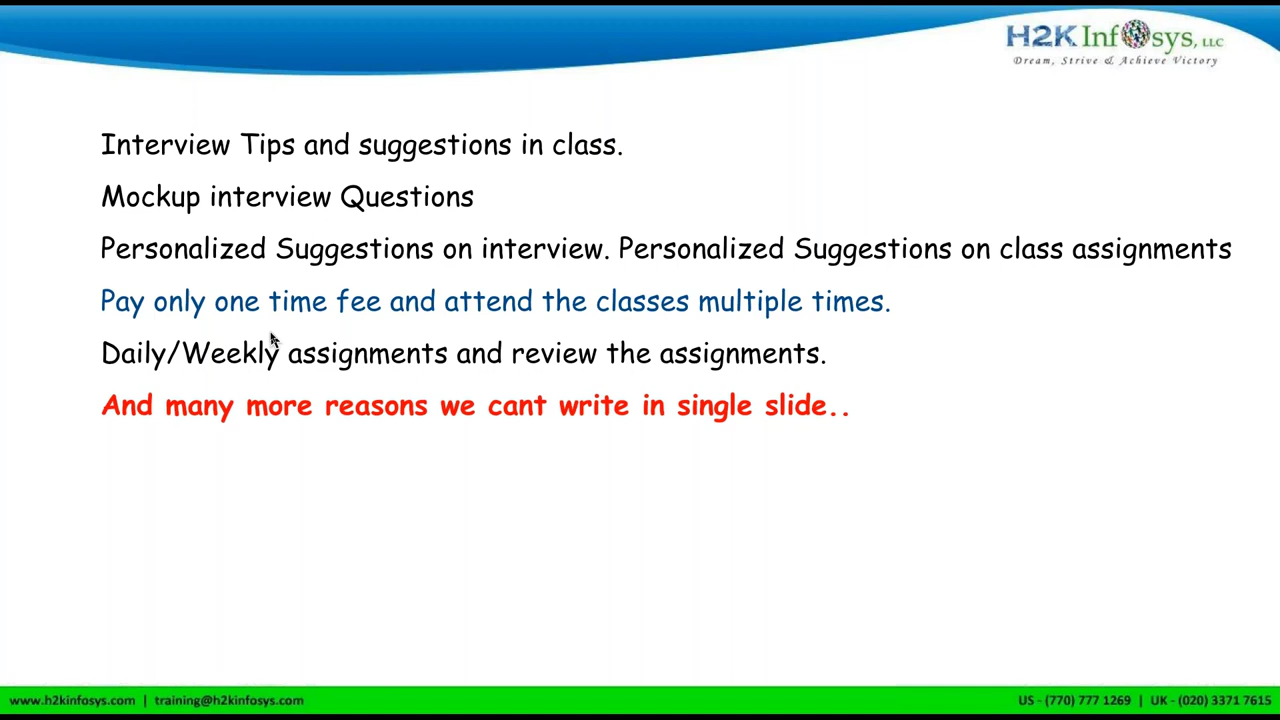 H2K Infosys, LLC
Dream, Strive & Achieve Victory
Interview Tips and suggestions in class.
Mockup interview Questions
Personalized Suggestions on interview. Personalized Suggestions on class assignments
Pay only one time fee and attend the classes multiple times.
Daily/Weekly assignments and review the assignments.
And many more reasons we cant write in single slide..
www.h2kinfosys.com | training@h2kinfosys.com
US - (770) 777 1269 | UK - (020) 3371 7615